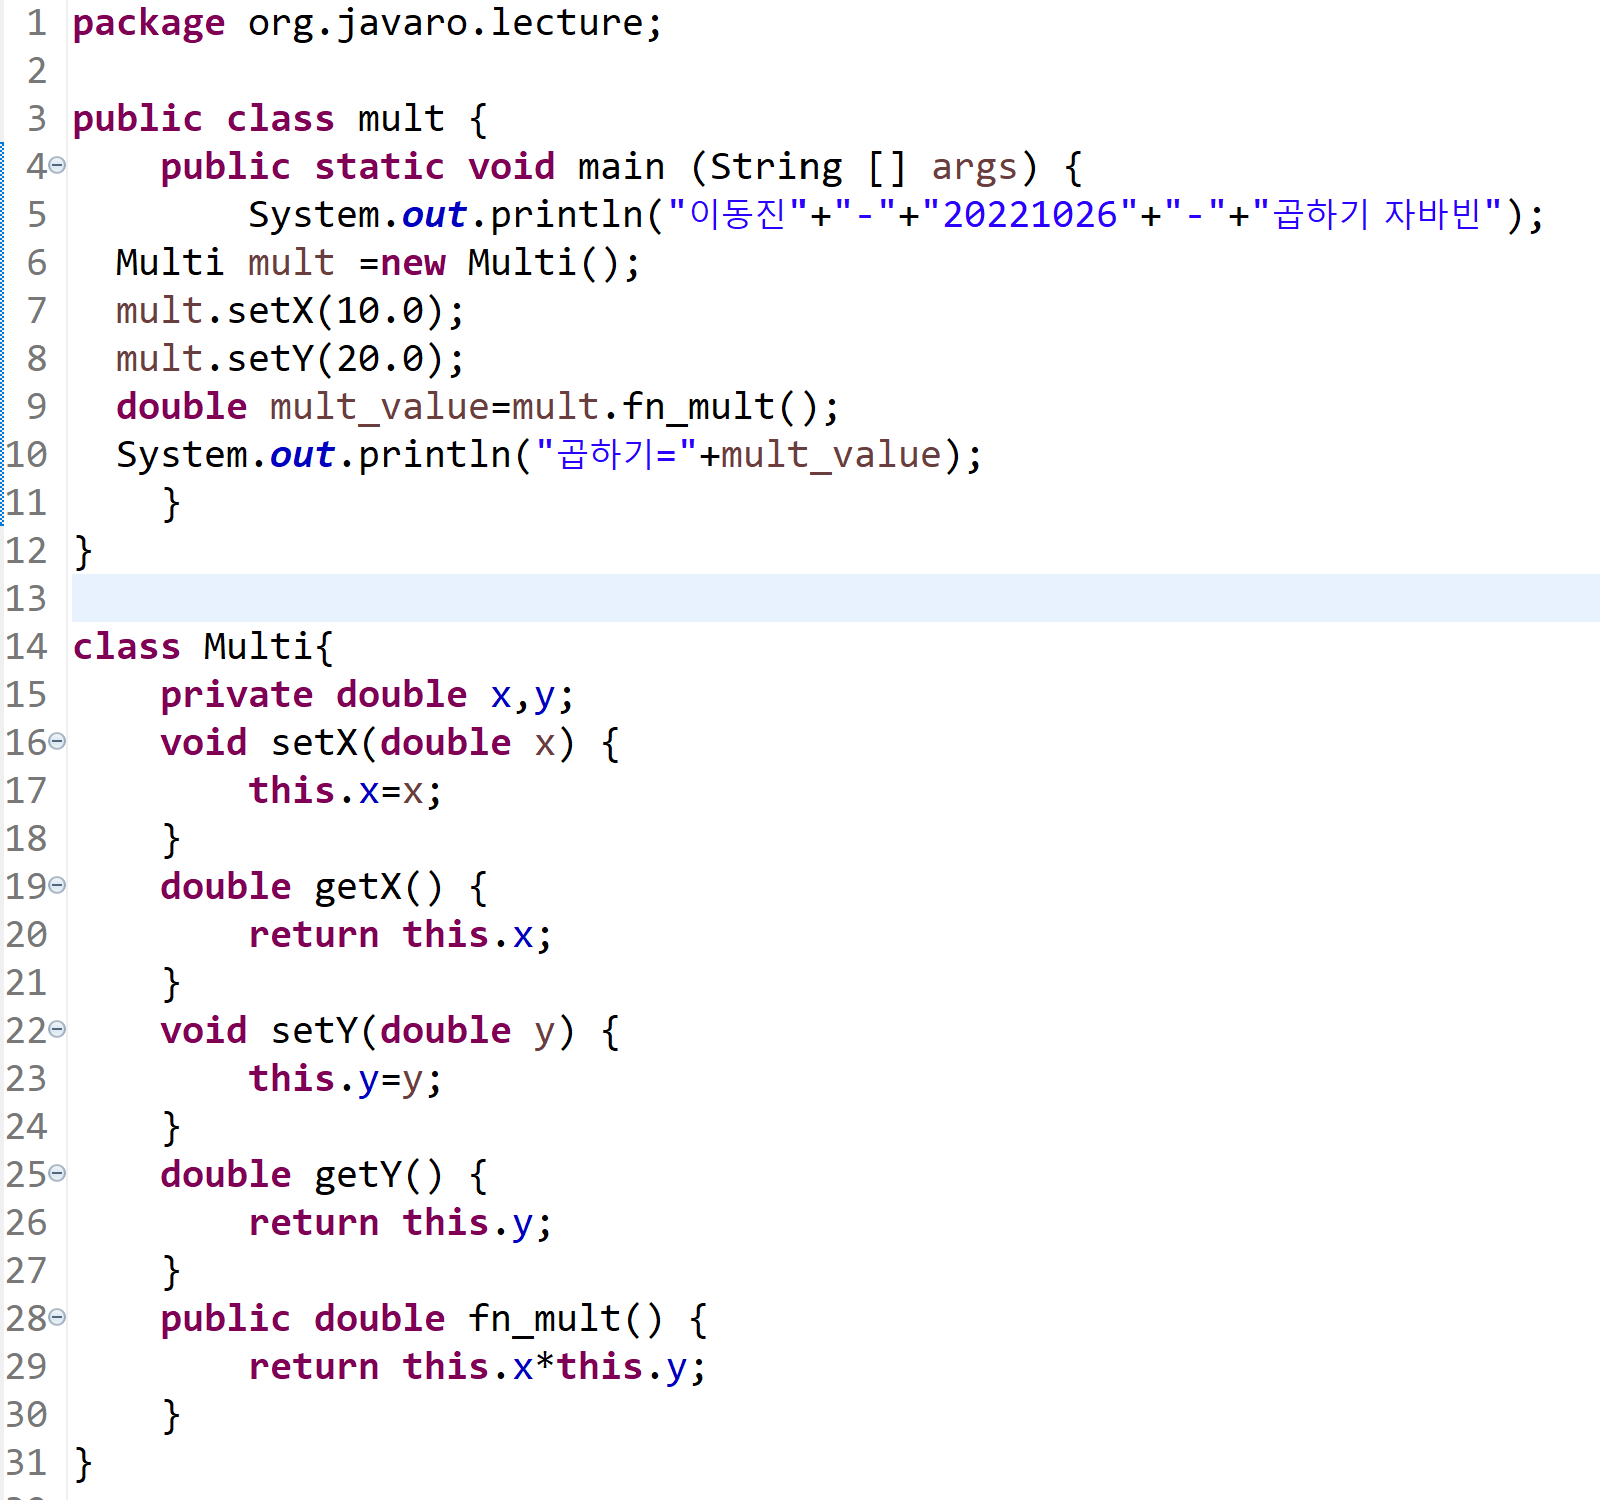 1 package org.javaro.lecture;
2
3 public class mult {
4     public static void main (String [] args) {
5         System.out.println("이동진"+"-"+"20221026"+"-"+"곱하기 자바빈");
6   Multi mult =new Multi();
7   mult.setX(10.0);
8   mult.setY(20.0);
9   double mult_value=mult.fn_mult();
10   System.out.println("곱하기="+mult_value);
11     }
12 }
13
14 class Multi{
15     private double x,y;
16     void setX(double x) {
17         this.x=x;
18     }
19     double getX() {
20         return this.x;
21     }
22     void setY(double y) {
23         this.y=y;
24     }
25     double getY() {
26         return this.y;
27     }
28     public double fn_mult() {
29         return this.x*this.y;
30     }
31 }